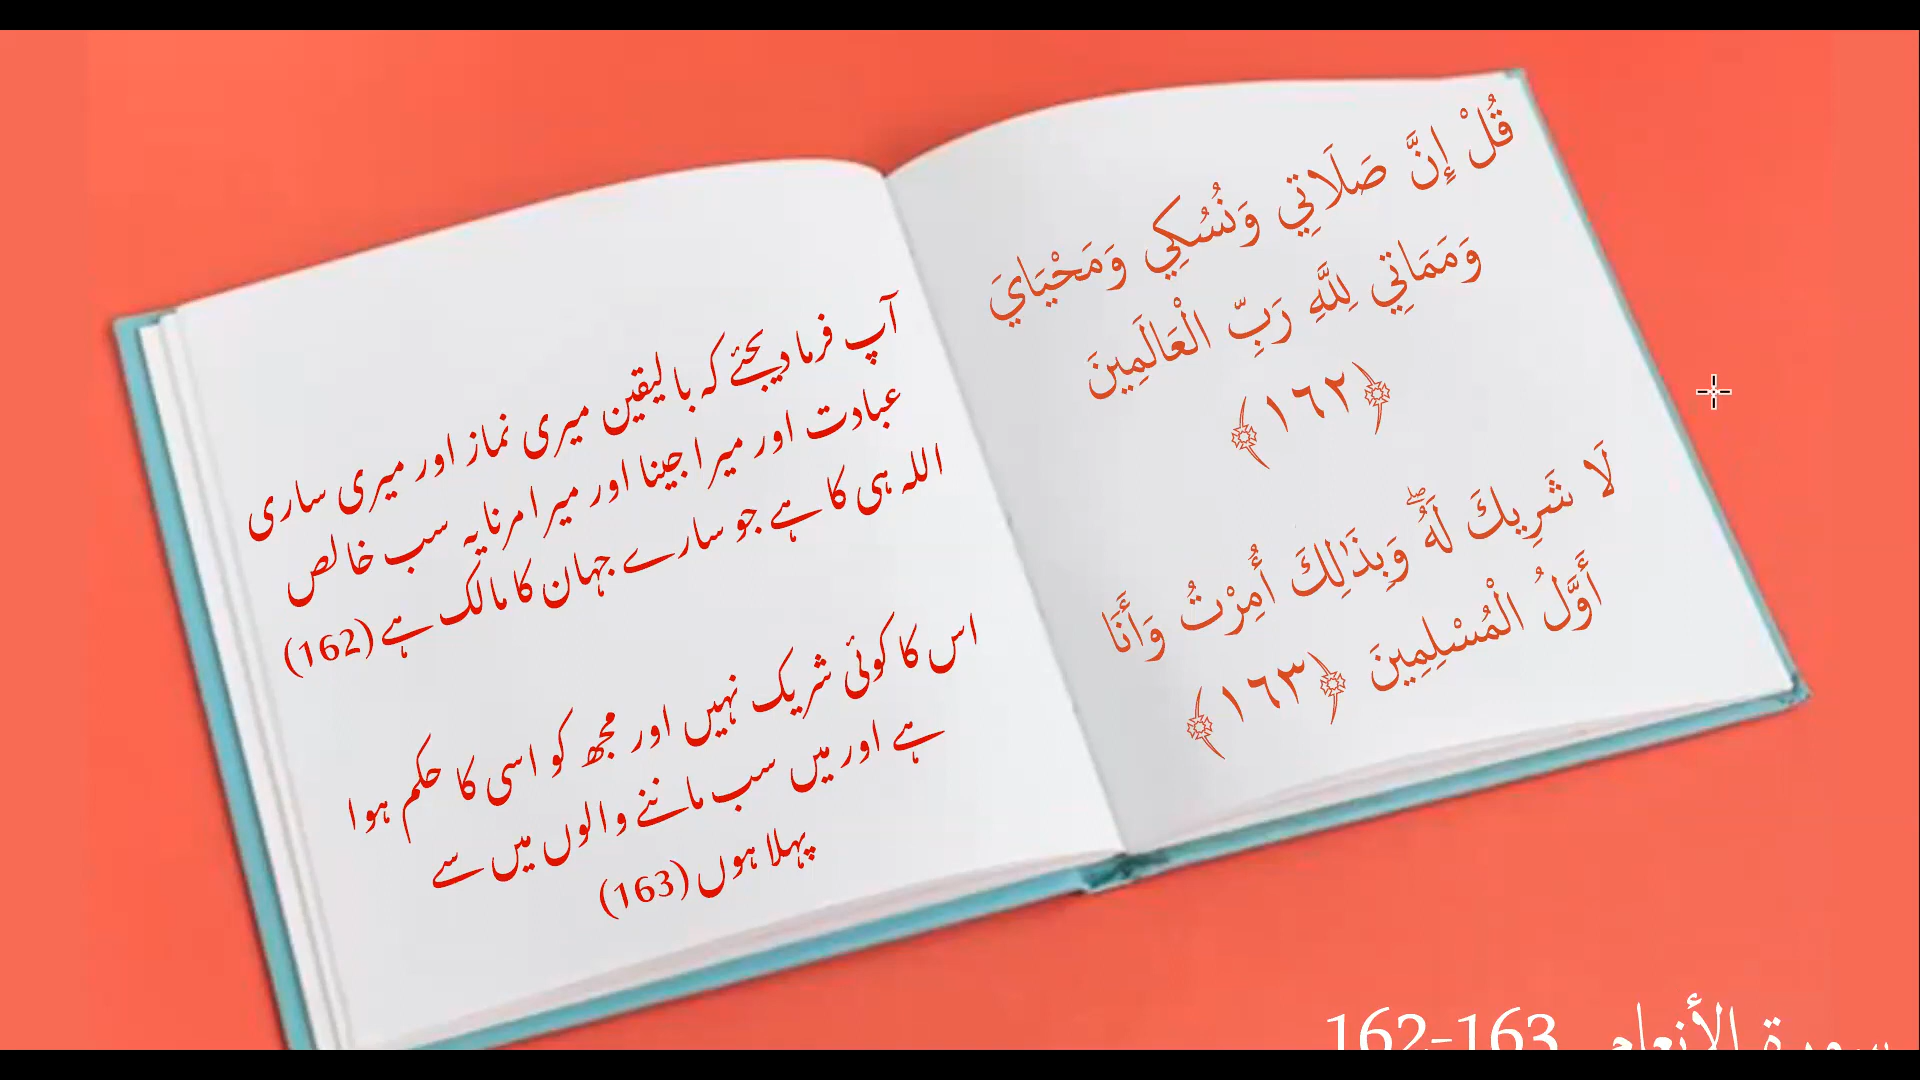 قُلْ إِنَّ صَلَاتِي وَنُسُكِي وَمَحْيَايَ
وَمَمَاتِي لِلَّهِ رَبِّ الْعَالَمِينَ
﴿١٦٢﴾
لَا شَرِيكَ لَهُ ۖ وَبِذَٰلِكَ أُمِرْتُ وَأَنَا
أَوَّلُ الْمُسْلِمِينَ ﴿١٦٣﴾
آپ فرما دیجئے کہ بالیقین میری نماز اور میری ساری
عبادت اور میرا جینا اور میرا مرنا یہ سب خالص
اللہ ہی کا ہے جو سارے جہان کا مالک ہے (162)
اس کا کوئی شریک نہیں اور مجھ کو اسی کا حکم ہوا
ہے اور میں سب ماننے والوں میں سے
پہلا ہوں (163)
سورة الأنعام 162-163